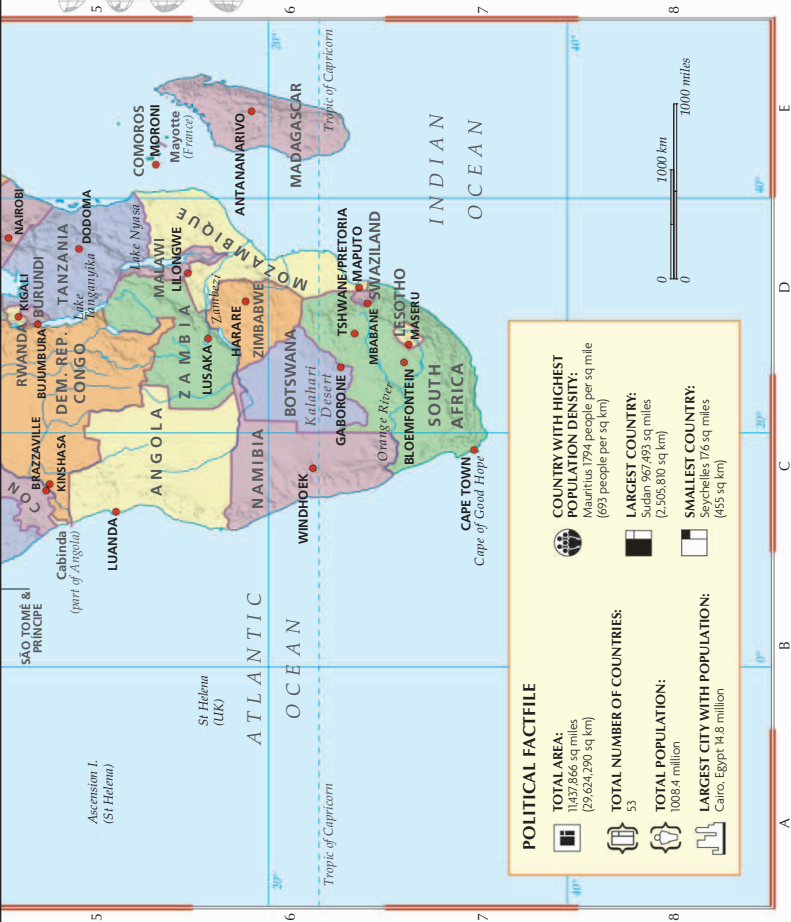 5
6
7
8
SÃO TOMÉ &
PRÍNCIPE
CON
BRAZZAVILLE
KINSHASA
Cabinda
(part of Angola)
LUANDA
ANGOLA
RWANDA
KIGALI
BUJUMBURA
BURUNDI
DEM. REP.
CONGO
NAIROBI
TANZANIA
DODOMA
Lake
Tanganyika
Lake Nyasa
COMOROS
MORONI
Mayotte
(France)
MALAWI
LILONGWE
ZAMBIA
LUSAKA
Zambezi
MOZAMBIQUE
HARARE
ZIMBABWE
ANTANANARIVO
MADAGASCAR
NAMIBIA
WINDHOEK
BOTSWANA
Kalahari
Desert
GABORONE
TSHWANE/PRETORIA
MAPUTO
MBABANE
SWAZILAND
LESOTHO
MASERU
BLOEMFONTEIN
Orange River
SOUTH
AFRICA
CAPE TOWN
Cape of Good Hope
Ascension I.
(St Helena)
St Helena
(UK)
ATLANTIC
OCEAN
INDIAN
OCEAN
20°
Tropic of Capricorn
20°
Tropic of Capricorn
40°
40°
0°
20°
40°
0 1000 km
0 1000 miles
POLITICAL FACTFILE
TOTAL AREA:
11,437,866 sq miles
(29,624,290 sq km)
TOTAL NUMBER OF COUNTRIES:
53
TOTAL POPULATION:
1008.4 million
LARGEST CITY WITH POPULATION:
Cairo, Egypt 14.8 million
COUNTRY WITH HIGHEST
POPULATION DENSITY:
Mauritius 1794 people per sq mile
(693 people per sq km)
LARGEST COUNTRY:
Sudan 967,493 sq miles
(2,505,810 sq km)
SMALLEST COUNTRY:
Seychelles 176 sq miles
(455 sq km)
5
6
7
8
A
B
C
D
E